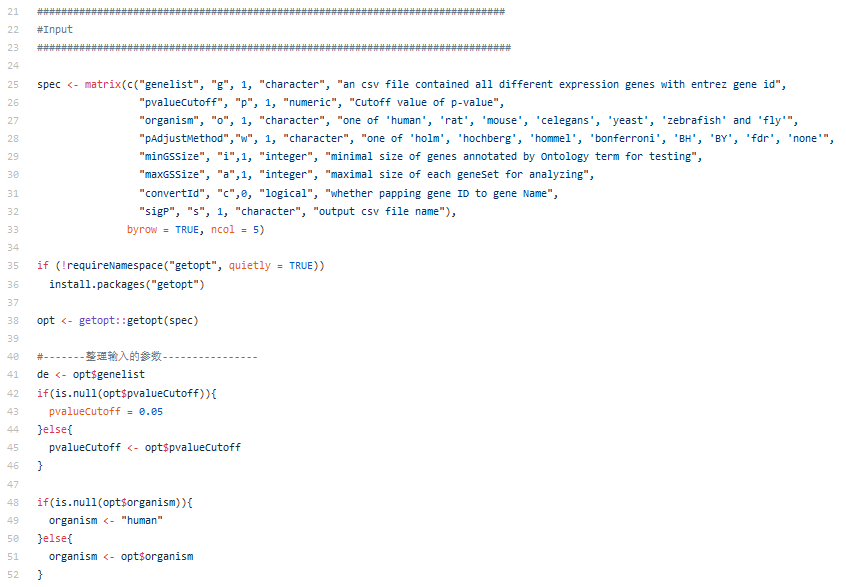 21 ##############################################################################
22 #Input
23 ###############################################################################
24
25 spec <- matrix(c("genelist", "g", 1, "character", "an csv file contained all different expression genes with entrez gene id",
26 "pvalueCutoff", "p", 1, "numeric", "Cutoff value of p-value",
27 "organism", "o", 1, "character", "one of 'human', 'rat', 'mouse', 'celegans', 'yeast', 'zebrafish' and 'fly'",
28 "pAdjustMethod","w", 1, "character", "one of 'holm', 'hochberg', 'hommel', 'bonferroni', 'BH', 'BY', 'fdr', 'none'",
29 "minGSSize", "i",1, "integer", "minimal size of genes annotated by Ontology term for testing",
30 "maxGSSize", "a",1, "integer", "maximal size of each geneSet for analyzing",
31 "convertId", "c",0, "logical", "whether papping gene ID to gene Name",
32 "sigP", "s", 1, "character", "output csv file name"),
33 byrow = TRUE, ncol = 5)
34
35 if (!requireNamespace("getopt", quietly = TRUE))
36 install.packages("getopt")
37
38 opt <- getopt::getopt(spec)
39
40 #-------整理输入的参数----------------
41 de <- opt$genelist
42 if(is.null(opt$pvalueCutoff)){
43 pvalueCutoff = 0.05
44 }else{
45 pvalueCutoff <- opt$pvalueCutoff
46 }
47
48 if(is.null(opt$organism)){
49 organism <- "human"
50 }else{
51 organism <- opt$organism
52 }